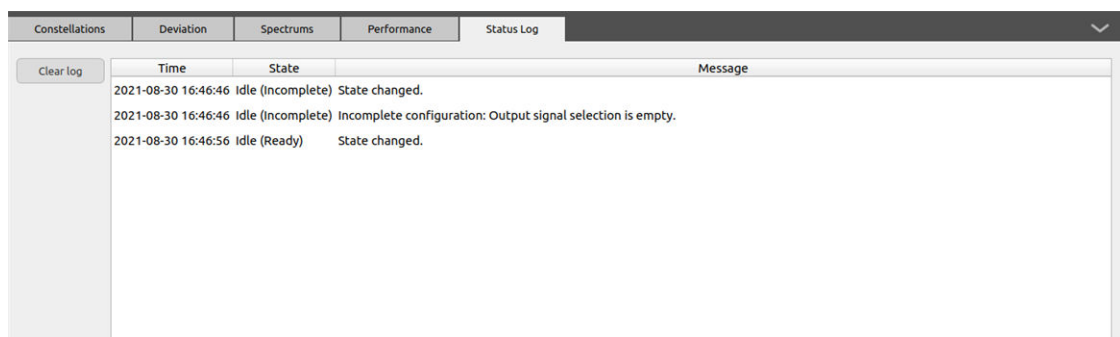 Constellations Deviation Spectrums Performance Status Log
Clear log Time State Message
2021-08-30 16:46:46 Idle (Incomplete) State changed.
2021-08-30 16:46:46 Idle (Incomplete) Incomplete configuration: Output signal selection is empty.
2021-08-30 16:46:56 Idle (Ready) State changed.